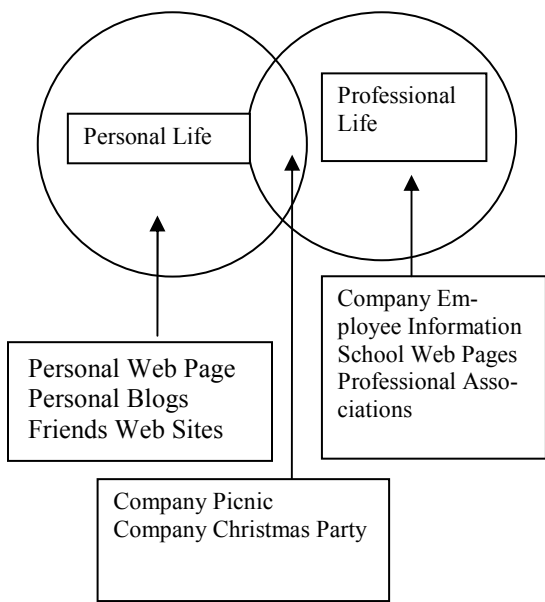 Personal Life
Professional
Life
Personal Web Page
Personal Blogs
Friends Web Sites
Company Em-
ployee Information
School Web Pages
Professional Asso-
ciations
Company Picnic
Company Christmas Party